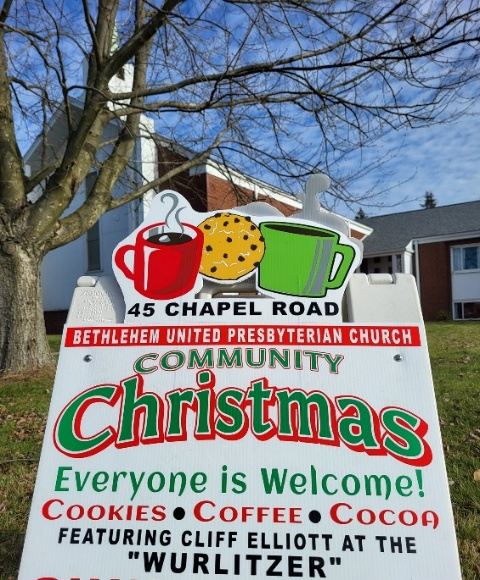 45 CHAPEL ROAD
BETHLEHEM UNITED PRESBYTERIAN CHURCH
COMMUNITY
Christmas
Everyone is Welcome!
COOKIES • COFFEE • COCOA
FEATURING CLIFF ELLIOTT AT THE
"WURLITZER"